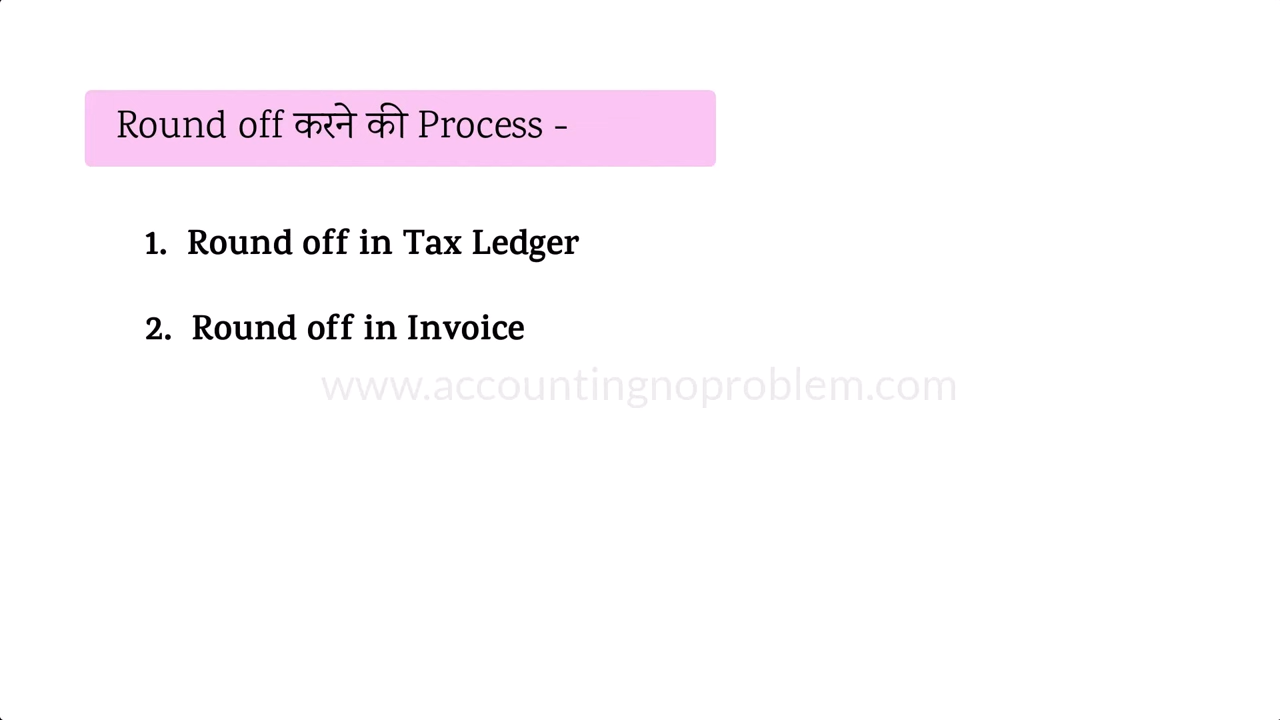 Round off करने की Process -
1. Round off in Tax Ledger
2. Round off in Invoice
www.accountingnoproblem.com